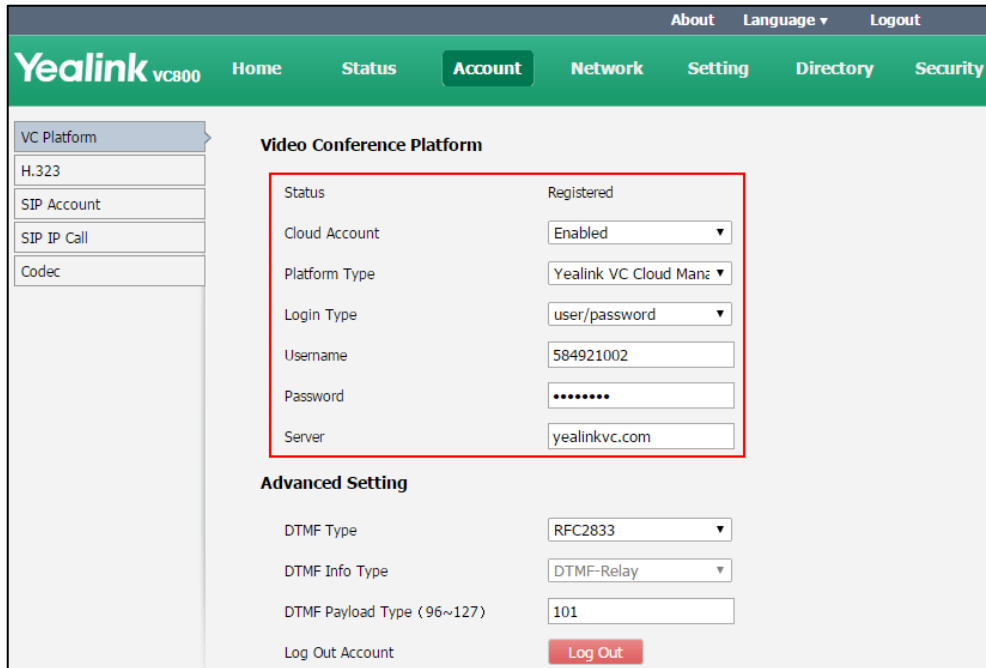 About Language ▾ Logout
Yealink VC800 Home Status Account Network Setting Directory Security
VC Platform
H.323
SIP Account
SIP IP Call
Codec
Video Conference Platform
Status Registered
Cloud Account Enabled
Platform Type Yealink VC Cloud Mana
Login Type user/password
Username 584921002
Password ••••••••
Server yealinkvc.com
Advanced Setting
DTMF Type RFC2833
DTMF Info Type DTMF-Relay
DTMF Payload Type (96~127) 101
Log Out Account Log Out